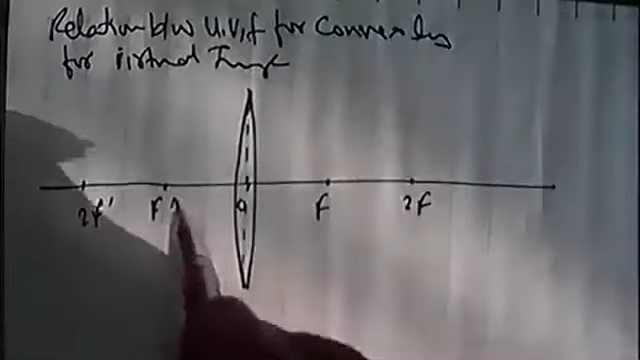 Relation b/w u,v,f for Convex lens
for virtual Image
2F' F' O F 2F